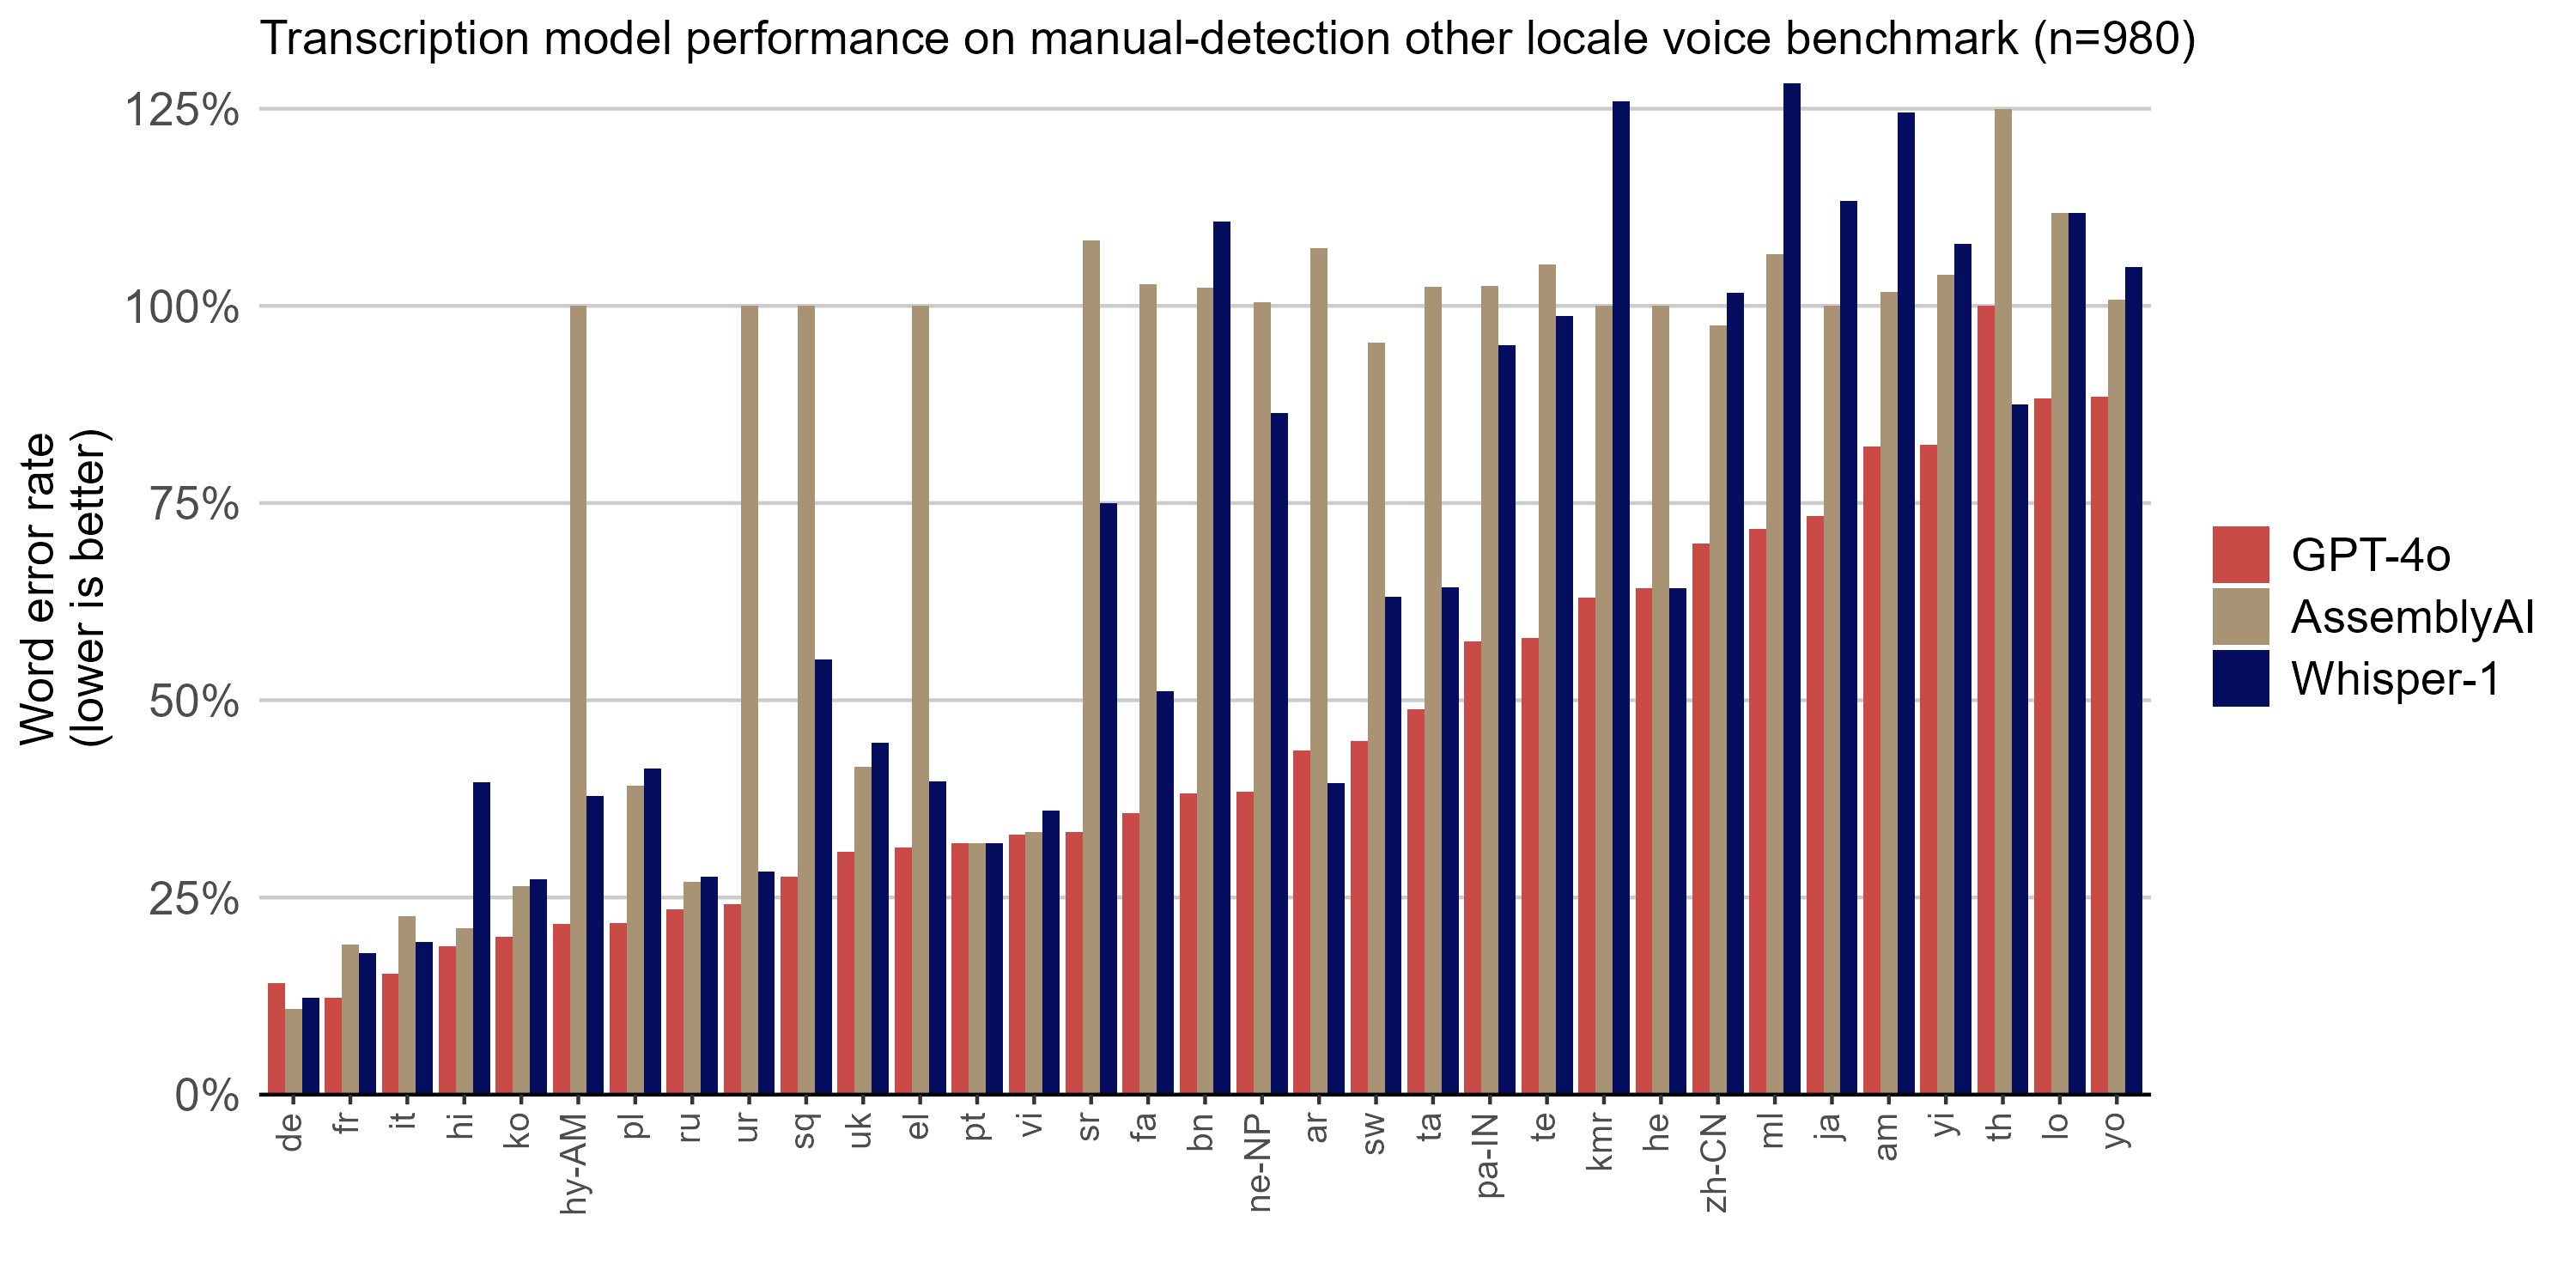 Transcription model performance on manual-detection other locale voice benchmark (n=980)
Word error rate
(lower is better)
125%
100%
75%
50%
25%
0%
de
fr
it
hi
ko
hy-AM
pl
ru
ur
sq
uk
el
pt
vi
sr
fa
bn
ne-NP
ar
sw
ta
pa-IN
te
kmr
he
zh-CN
ml
ja
am
yi
th
lo
yo
GPT-4o
AssemblyAI
Whisper-1